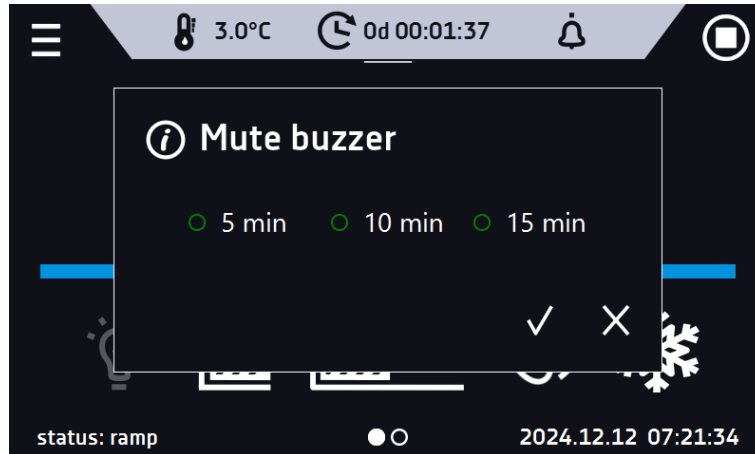 3.0°C 0d 00:01:37
Mute buzzer
5 min 10 min 15 min
status: ramp 2024.12.12 07:21:34